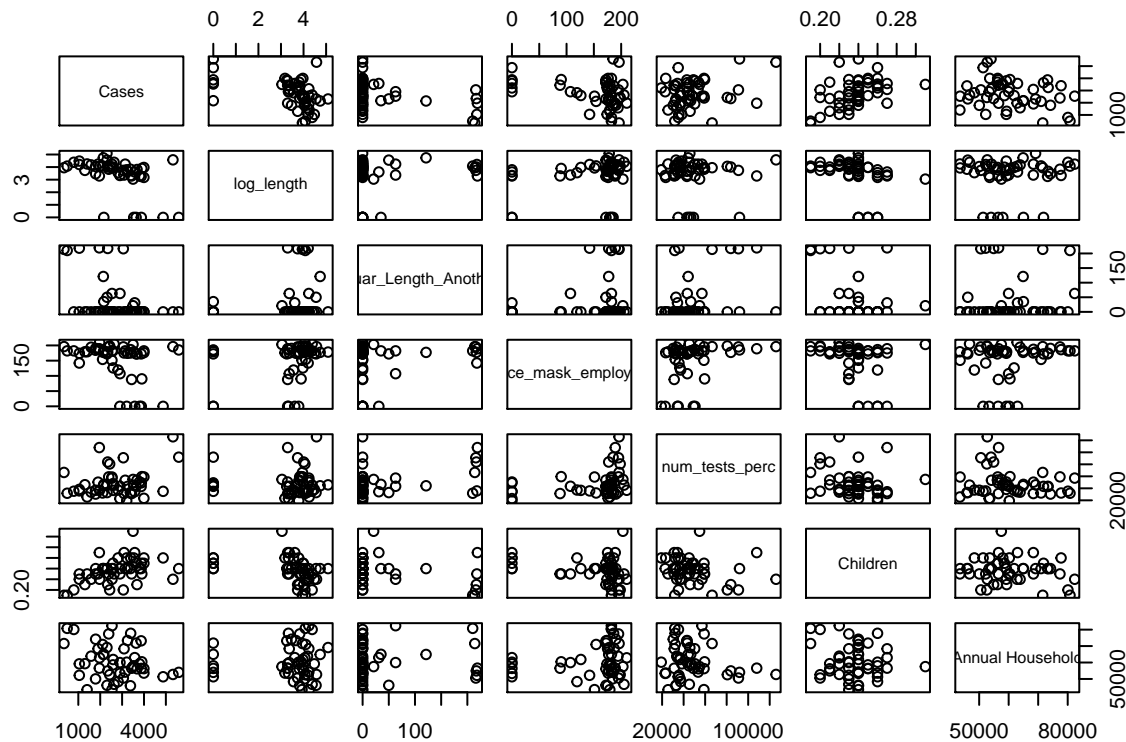 0 2 4
0 100 200
0.20 0.28
Cases
1000
3
0
log_length
uar_Length_Anoth
0 150
0 150
ce_mask_employ
num_tests_perc
20000
0.20
Children
Annual Househol
50000
1000 4000
0 100
20000 100000
50000 80000